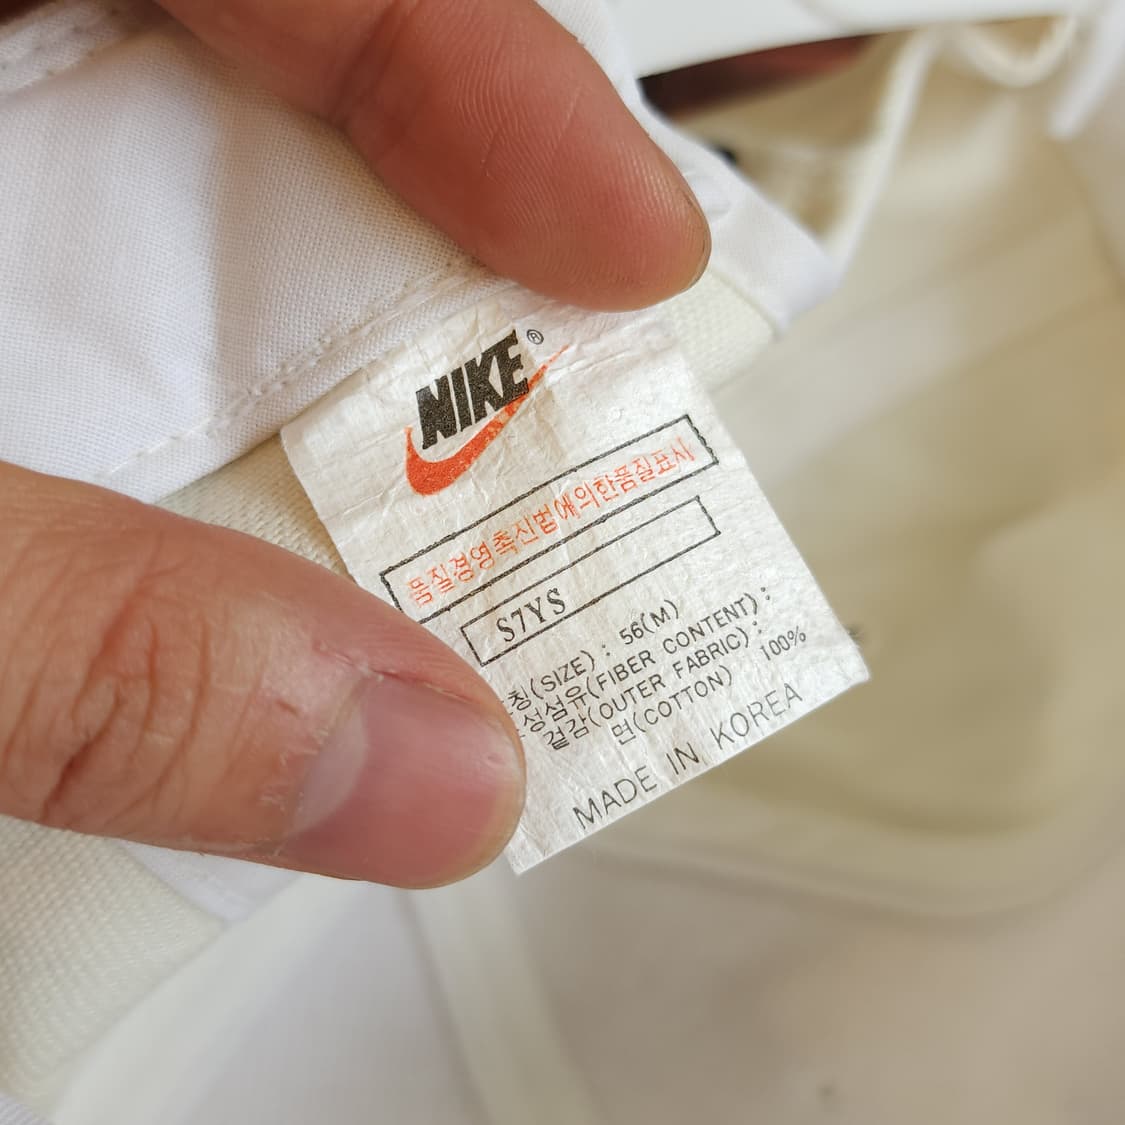 NIKE®
품질경영촉진법에의한품질표시
S7YS
칭(SIZE) : 56(M)
성섬유(FIBER CONTENT) :
겉감(OUTER FABRIC) :
면(COTTON) 100%
MADE IN KOREA